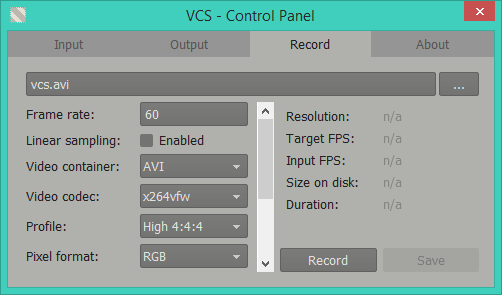 VCS - Control Panel
Input Output Record About
vcs.avi ...
Frame rate: 60
Linear sampling: Enabled
Video container: AVI
Video codec: x264vfw
Profile: High 4:4:4
Pixel format: RGB
Resolution: n/a
Target FPS: n/a
Input FPS: n/a
Size on disk: n/a
Duration: n/a
Record Save